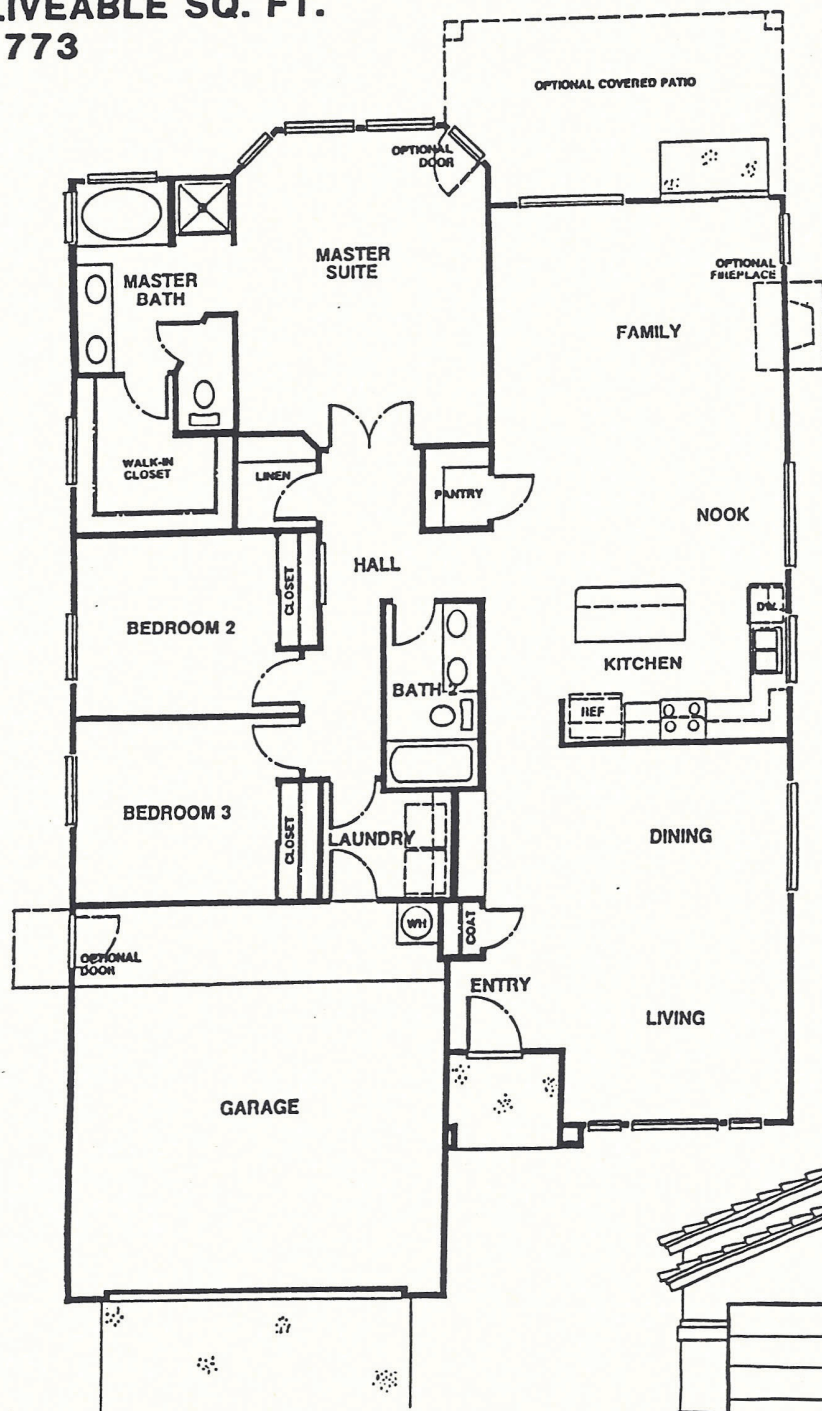 LIVEABLE SQ. FT.
1773
OPTIONAL COVERED PATIO
OPTIONAL
DOOR
MASTER
SUITE
MASTER
BATH
OPTIONAL
FIREPLACE
FAMILY
WALK-IN
CLOSET
LINEN
PANTRY
NOOK
HALL
CLOSET
BEDROOM 2
DW.
KITCHEN
BATH 2
REF
BEDROOM 3
CLOSET
LAUNDRY
DINING
WH
COAT
OPTIONAL
DOOR
ENTRY
LIVING
GARAGE